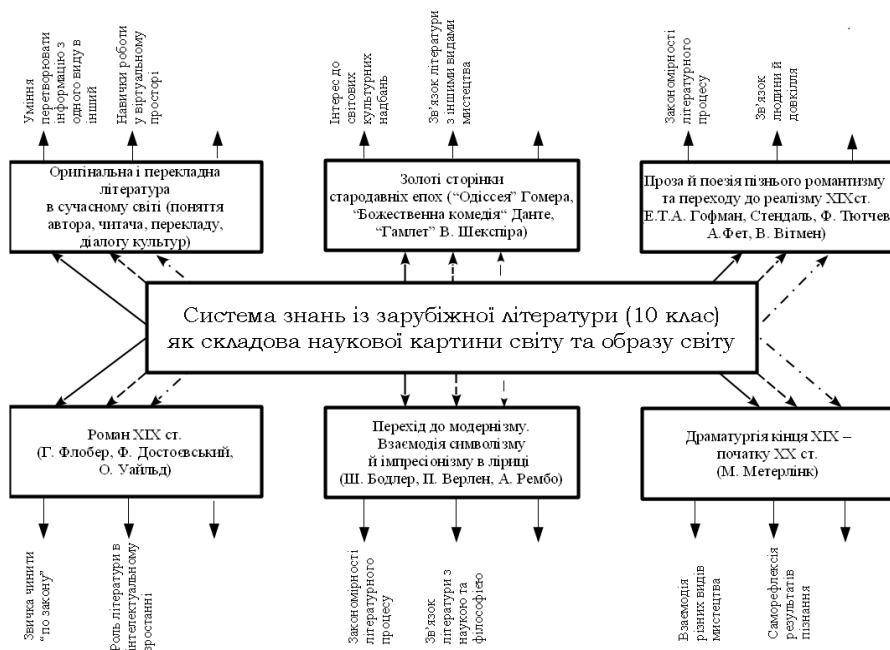 Уміння
перетворювати
інформацію з
одного виду в
інший
Навички роботи
у віртуальному
просторі
Інтерес до
світових
культурних
надбань
Зв’язок літератури
з іншими видами
мистецтва
Закономірності
літературного
процесу
Зв’язок
людини й
довкілля
Оригінальна і перекладна
література
в сучасному світі (поняття
автора, читача, перекладу,
діалогу культур)
Золоті сторінки
стародавніх епох (“Одіссея” Гомера,
“Божественна комедія“ Данте,
“Гамлет” В. Шекспіра)
Проза й поезія пізнього романтизму
та переходу до реалізму XIXст.
Е.Т.А. Гофман, Стендаль, Ф. Тютчев,
А.Фет, В. Вітмен)
Система знань із зарубіжної літератури (10 клас)
як складова наукової картини світу та образу світу
Роман XIX ст.
(Г. Флобер, Ф. Достоєвський,
О. Уайльд)
Перехід до модернізму.
Взаємодія символізму
й імпресіонізму в ліриці
(Ш. Бодлер, П. Верлен, А. Рембо)
Драматургія кінця XIX –
початку XX ст.
(М. Метерлінк)
Звичка чинити
“по закону”
Роль літератури в
інтелектуальному
зростанні
Закономірності
літературного
процесу
Зв’язок
літератури з
наукою та
філософією
Взаємодія
різних видів
мистецтва
Саморефлексія
результатів
пізнання